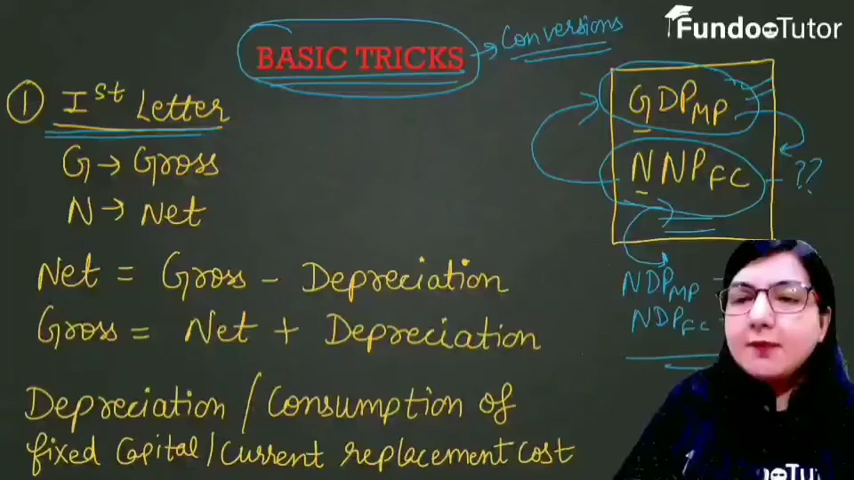 FundooTutor
BASIC TRICKS → Conversions
① Ist Letter
G → Gross
N → Net
Net = Gross - Depreciation
Gross = Net + Depreciation
Depreciation / Consumption of
fixed Capital / Current replacement cost
GDPMP
NNPFC
??
NDPMP
NDPFC